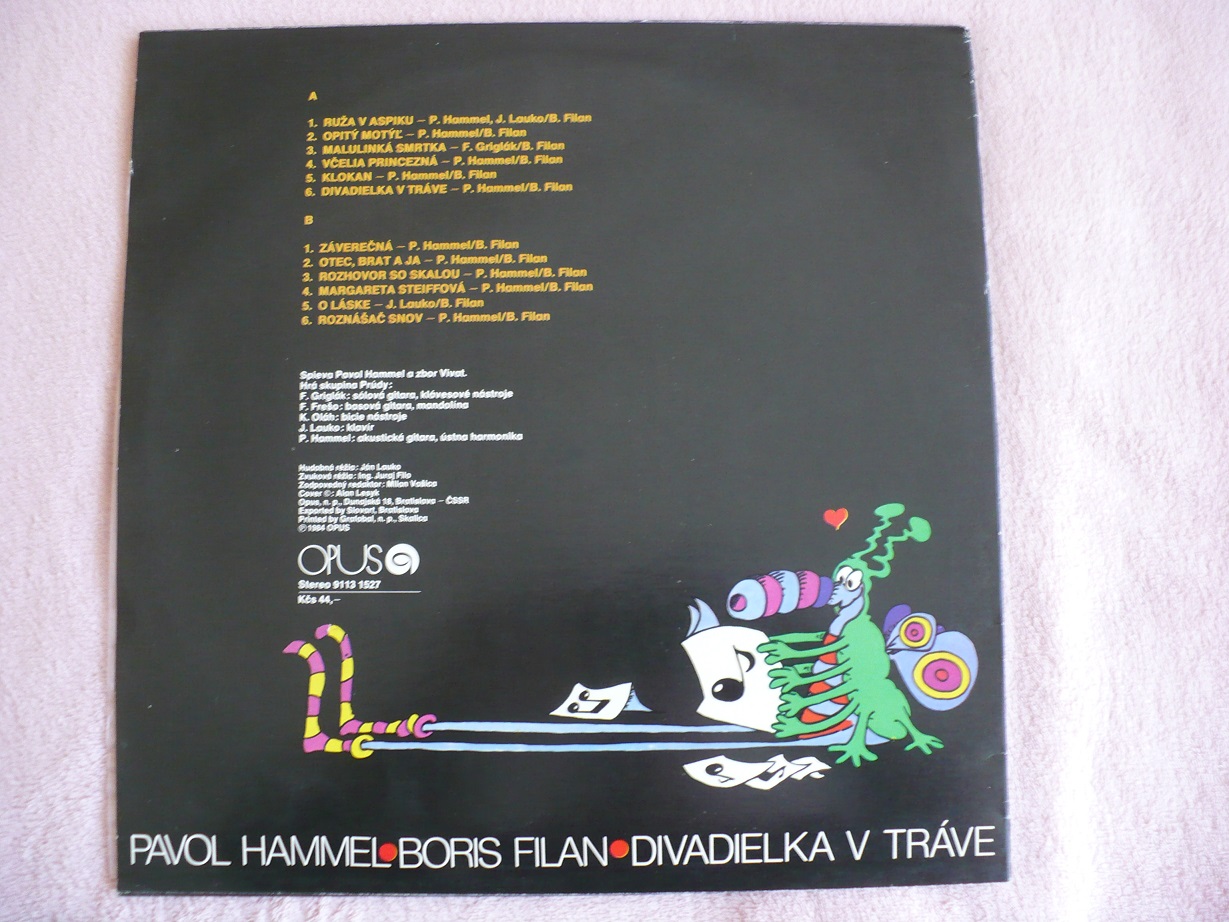 A
1. RUŽA V ASPIKU – P. Hammel, J. Lauko/B. Filan
2. OPITÝ MOTÝĽ – P. Hammel/B. Filan
3. MALULINKÁ SMRTKA – F. Griglák/B. Filan
4. VČELIA PRINCEZNÁ – P. Hammel/B. Filan
5. KLOKAN – P. Hammel/B. Filan
6. DIVADIELKA V TRÁVE – P. Hammel/B. Filan
B
1. ZÁVEREČNÁ – P. Hammel/B. Filan
2. OTEC, BRAT A JA – P. Hammel/B. Filan
3. ROZHOVOR SO SKALOU – P. Hammel/B. Filan
4. MARGARETA STEIFFOVÁ – P. Hammel/B. Filan
5. O LÁSKE – J. Lauko/B. Filan
6. ROZNÁŠAČ SNOV – P. Hammel/B. Filan
Spieva Pavol Hammel a zbor Vivat.
Hrá skupina Prúdy:
F. Griglák: sólová gitara, klávesové nástroje
F. Frešo: basová gitara, mandolína
K. Oláh: bicie nástroje
J. Lauko: klavír
P. Hammel: akustická gitara, ústna harmonika
Hudobná réžia: Ján Lauko
Zvuková réžia: Ing. Juraj Filo
Zodpovedný redaktor: Milan Vašica
Cover ©: Alan Lesyk
Opus, n. p., Dunajská 18, Bratislava – ČSSR
Exported by Slovart, Bratislava
Printed by Grafobal, n. p., Skalica
℗ 1984 OPUS
OPUS
Stereo 9113 1527
Kčs 44,–
PAVOL HAMMEL•BORIS FILAN•DIVADIELKA V TRÁVE